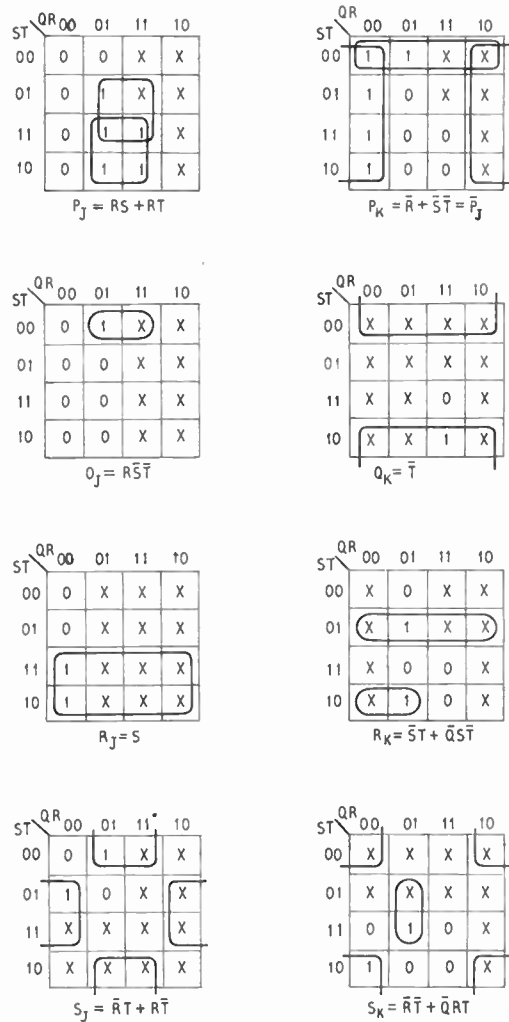 QR 00 01 11 10
ST
00 0 0 X X
01 0 1 X X
11 0 1 1 X
10 0 1 1 X
P_J = RS + RT
QR 00 01 11 10
ST
00 1 1 X X
01 1 0 X X
11 1 0 0 X
10 1 0 0 X
P_K = R̄ + S̄ T̄ = P̄_J
QR 00 01 11 10
ST
00 0 1 X X
01 0 0 X X
11 0 0 X X
10 0 0 X X
Q_J = RS̄T̄
QR 00 01 11 10
ST
00 X X X X
01 X X X X
11 X X 0 X
10 X X 1 X
Q_K = T̄
QR 00 01 11 10
ST
00 0 X X X
01 0 X X X
11 1 X X X
10 1 X X X
R_J = S
QR 00 01 11 10
ST
00 X 0 X X
01 X 1 X X
11 X 0 0 X
10 X 1 0 X
R_K = S̄T + Q̄ST̄
QR 00 01 11 10
ST
00 0 1 X X
01 1 0 X X
11 X X X X
10 X X X X
S_J = R̄T + RT̄
QR 00 01 11 10
ST
00 X X X X
01 X X X X
11 0 1 0 X
10 1 0 0 X
S_K = R̄T̄ + Q̄RT